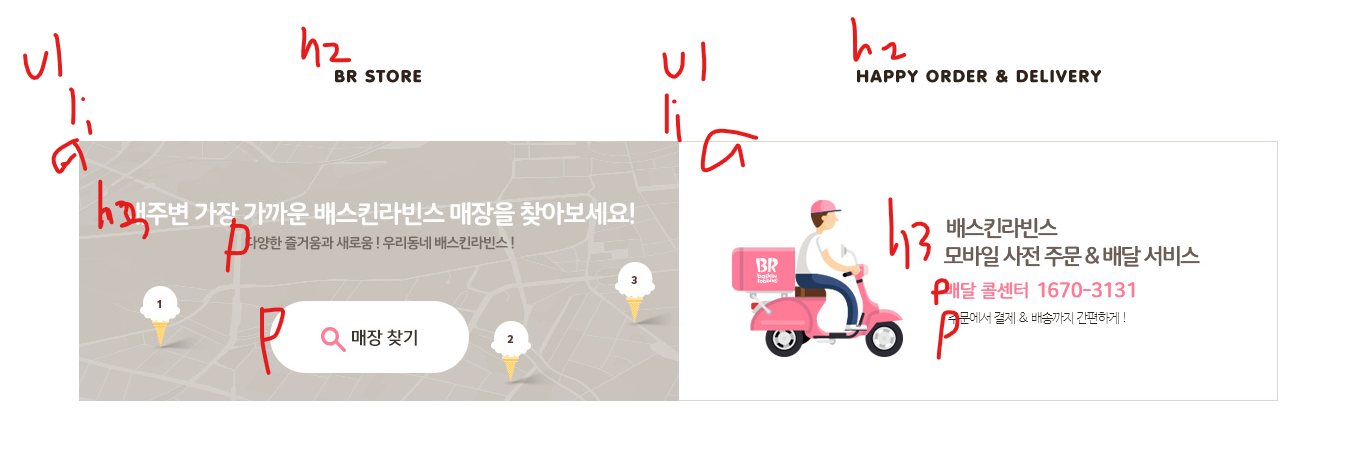 ul
h2
BR STORE
li
a
h3
내주변 가장 가까운 배스킨라빈스 매장을 찾아보세요!
p
다양한 즐거움과 새로움 ! 우리동네 배스킨라빈스 !
1
2
3
p
매장 찾기
ul
h2
HAPPY ORDER & DELIVERY
li
a
BR
baskin robbins
h3
배스킨라빈스
모바일 사전 주문 & 배달 서비스
p
배달 콜센터 1670-3131
p
주문에서 결제 & 배송까지 간편하게 !